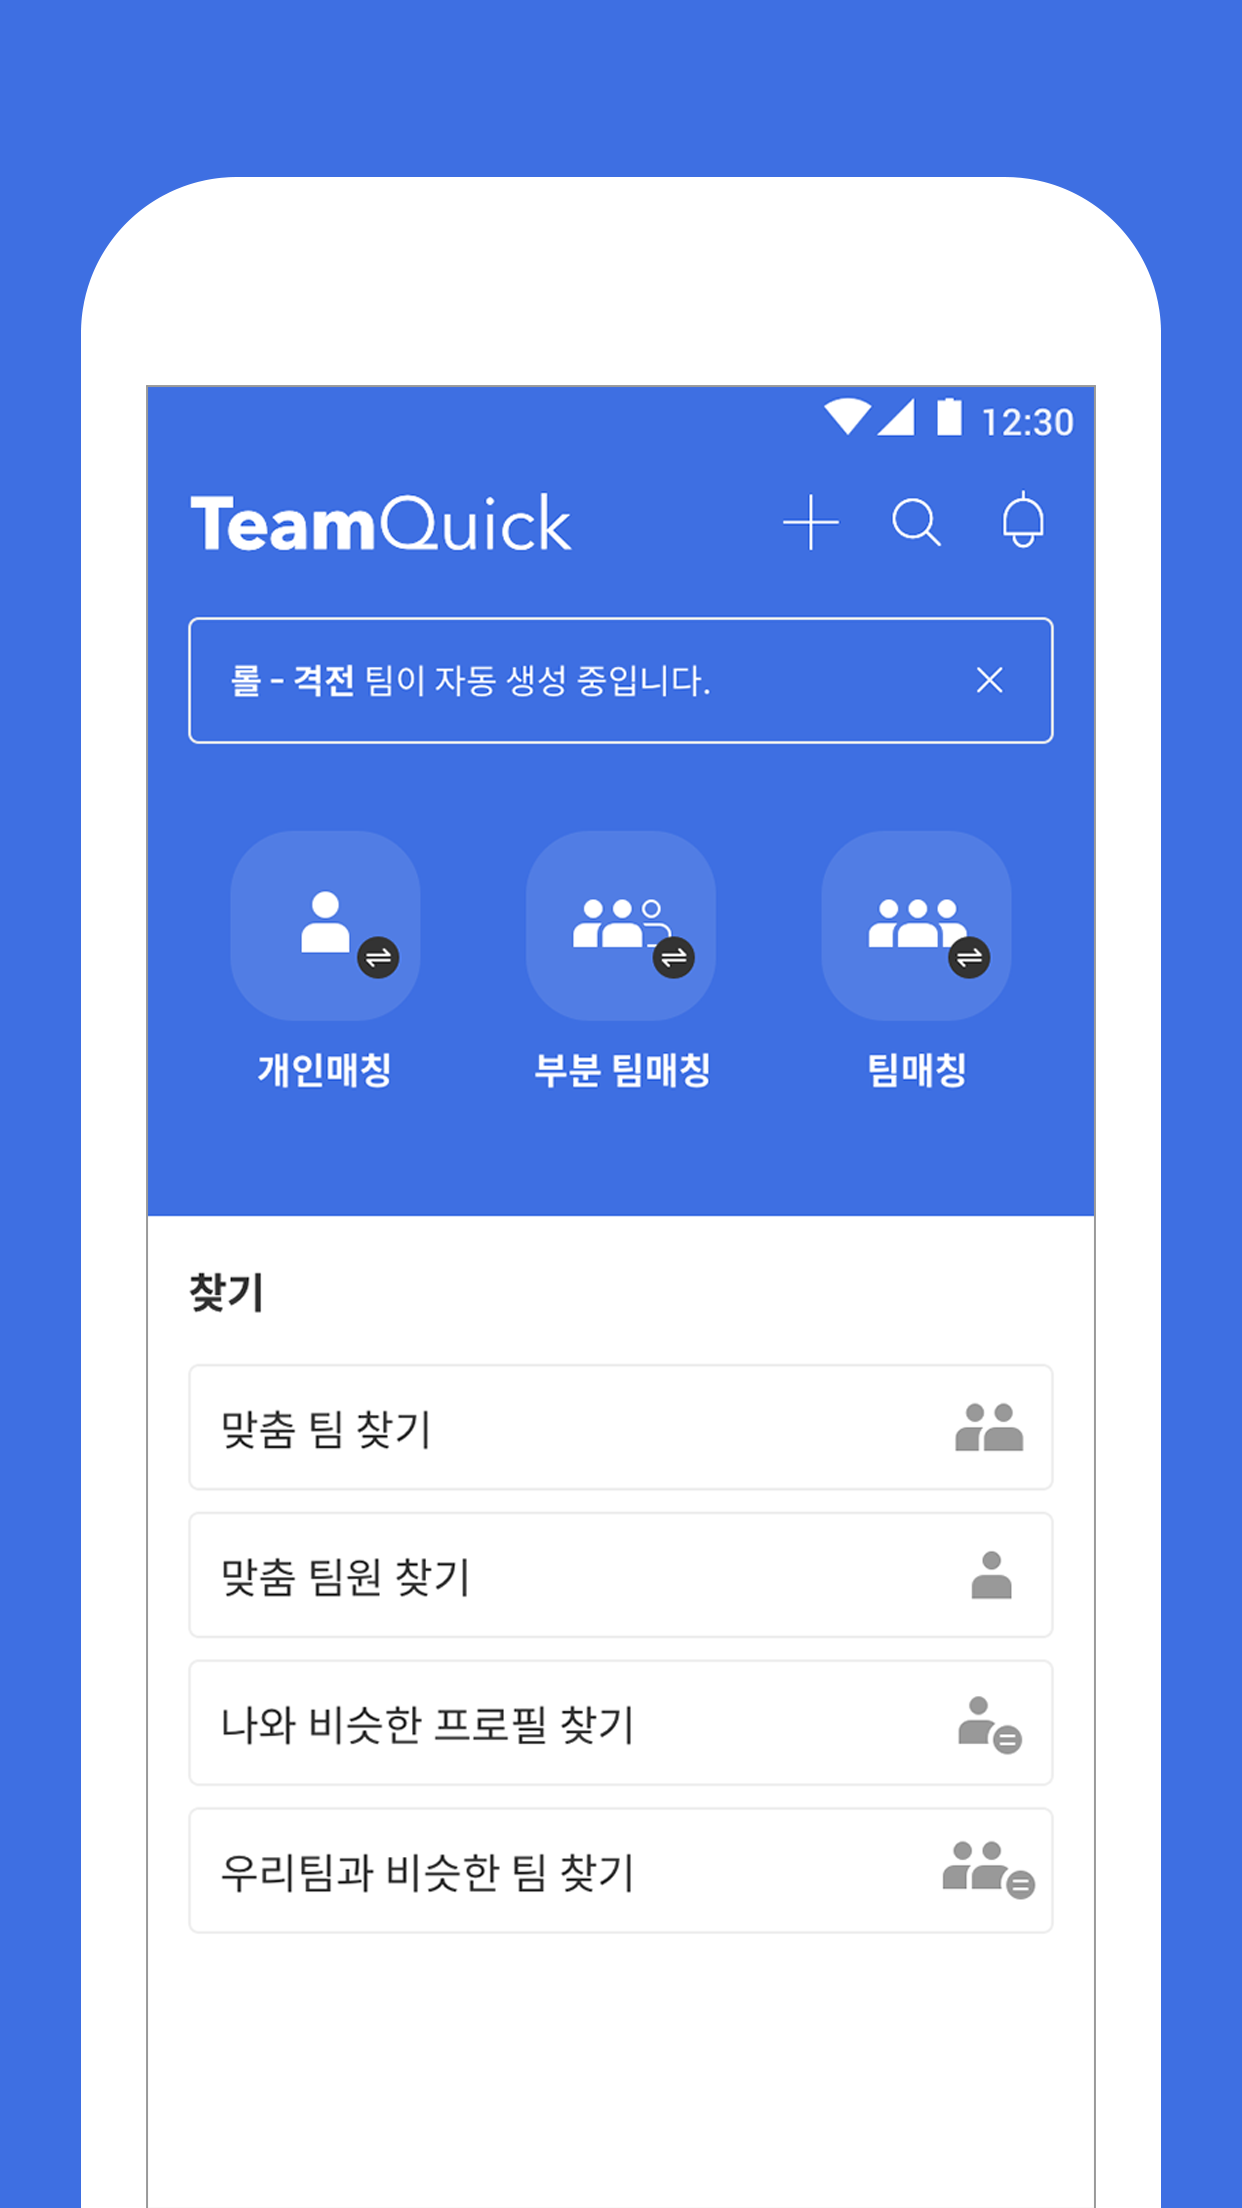 12:30
TeamQuick
롤 - 격전 팀이 자동 생성 중입니다.
개인매칭 부분 팀매칭 팀매칭
찾기
맞춤 팀 찾기
맞춤 팀원 찾기
나와 비슷한 프로필 찾기
우리팀과 비슷한 팀 찾기